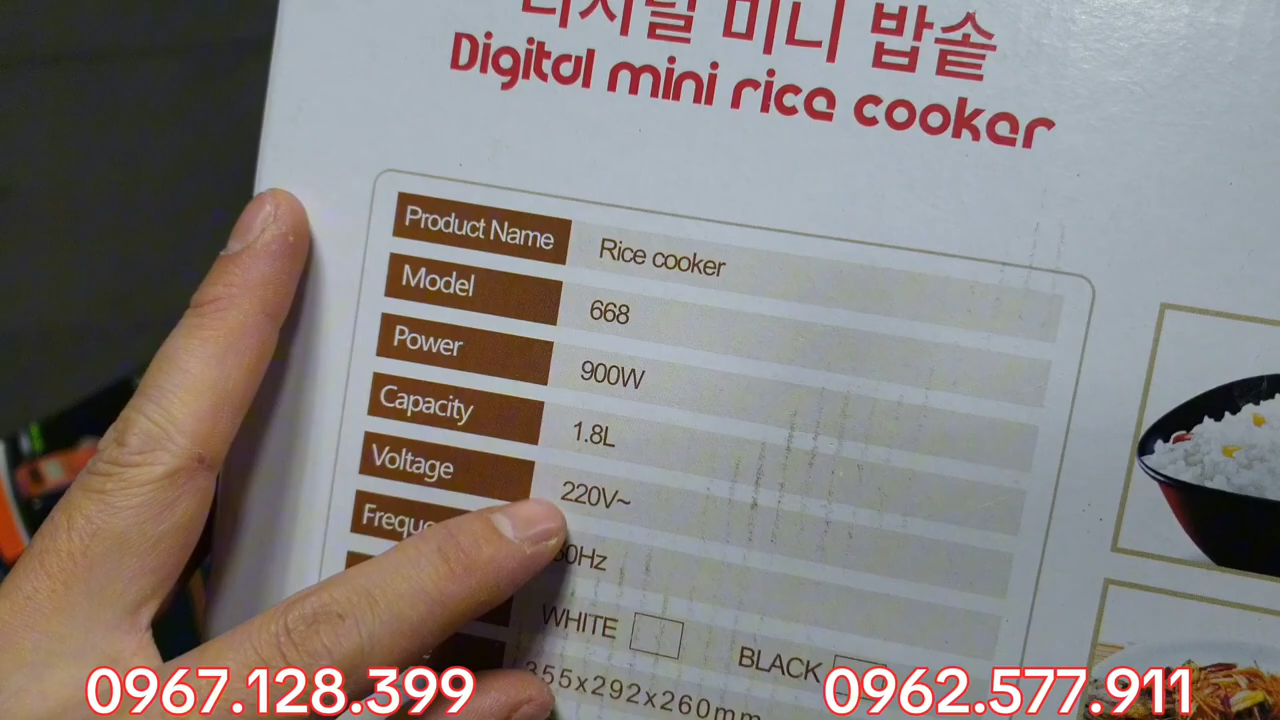 디지털 미니 밥솥
Digital mini rice cooker
Product Name Rice cooker
Model 668
Power 900W
Capacity 1.8L
Voltage 220V~
WHITE BLACK
0967.128.399 0962.577.911